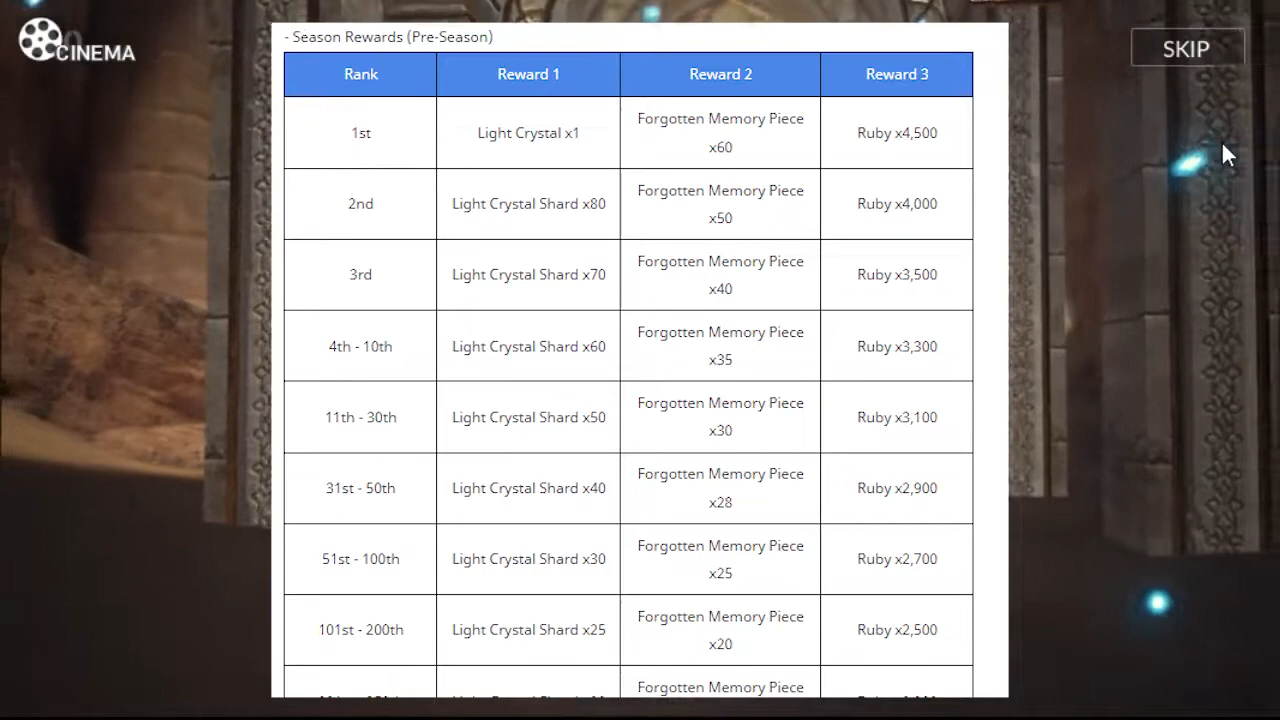 CINEMA
SKIP
- Season Rewards (Pre-Season)
Rank Reward 1 Reward 2 Reward 3
1st Light Crystal x1 Forgotten Memory Piece x60 Ruby x4,500
2nd Light Crystal Shard x80 Forgotten Memory Piece x50 Ruby x4,000
3rd Light Crystal Shard x70 Forgotten Memory Piece x40 Ruby x3,500
4th - 10th Light Crystal Shard x60 Forgotten Memory Piece x35 Ruby x3,300
11th - 30th Light Crystal Shard x50 Forgotten Memory Piece x30 Ruby x3,100
31st - 50th Light Crystal Shard x40 Forgotten Memory Piece x28 Ruby x2,900
51st - 100th Light Crystal Shard x30 Forgotten Memory Piece x25 Ruby x2,700
101st - 200th Light Crystal Shard x25 Forgotten Memory Piece x20 Ruby x2,500
Forgotten Memory Piece